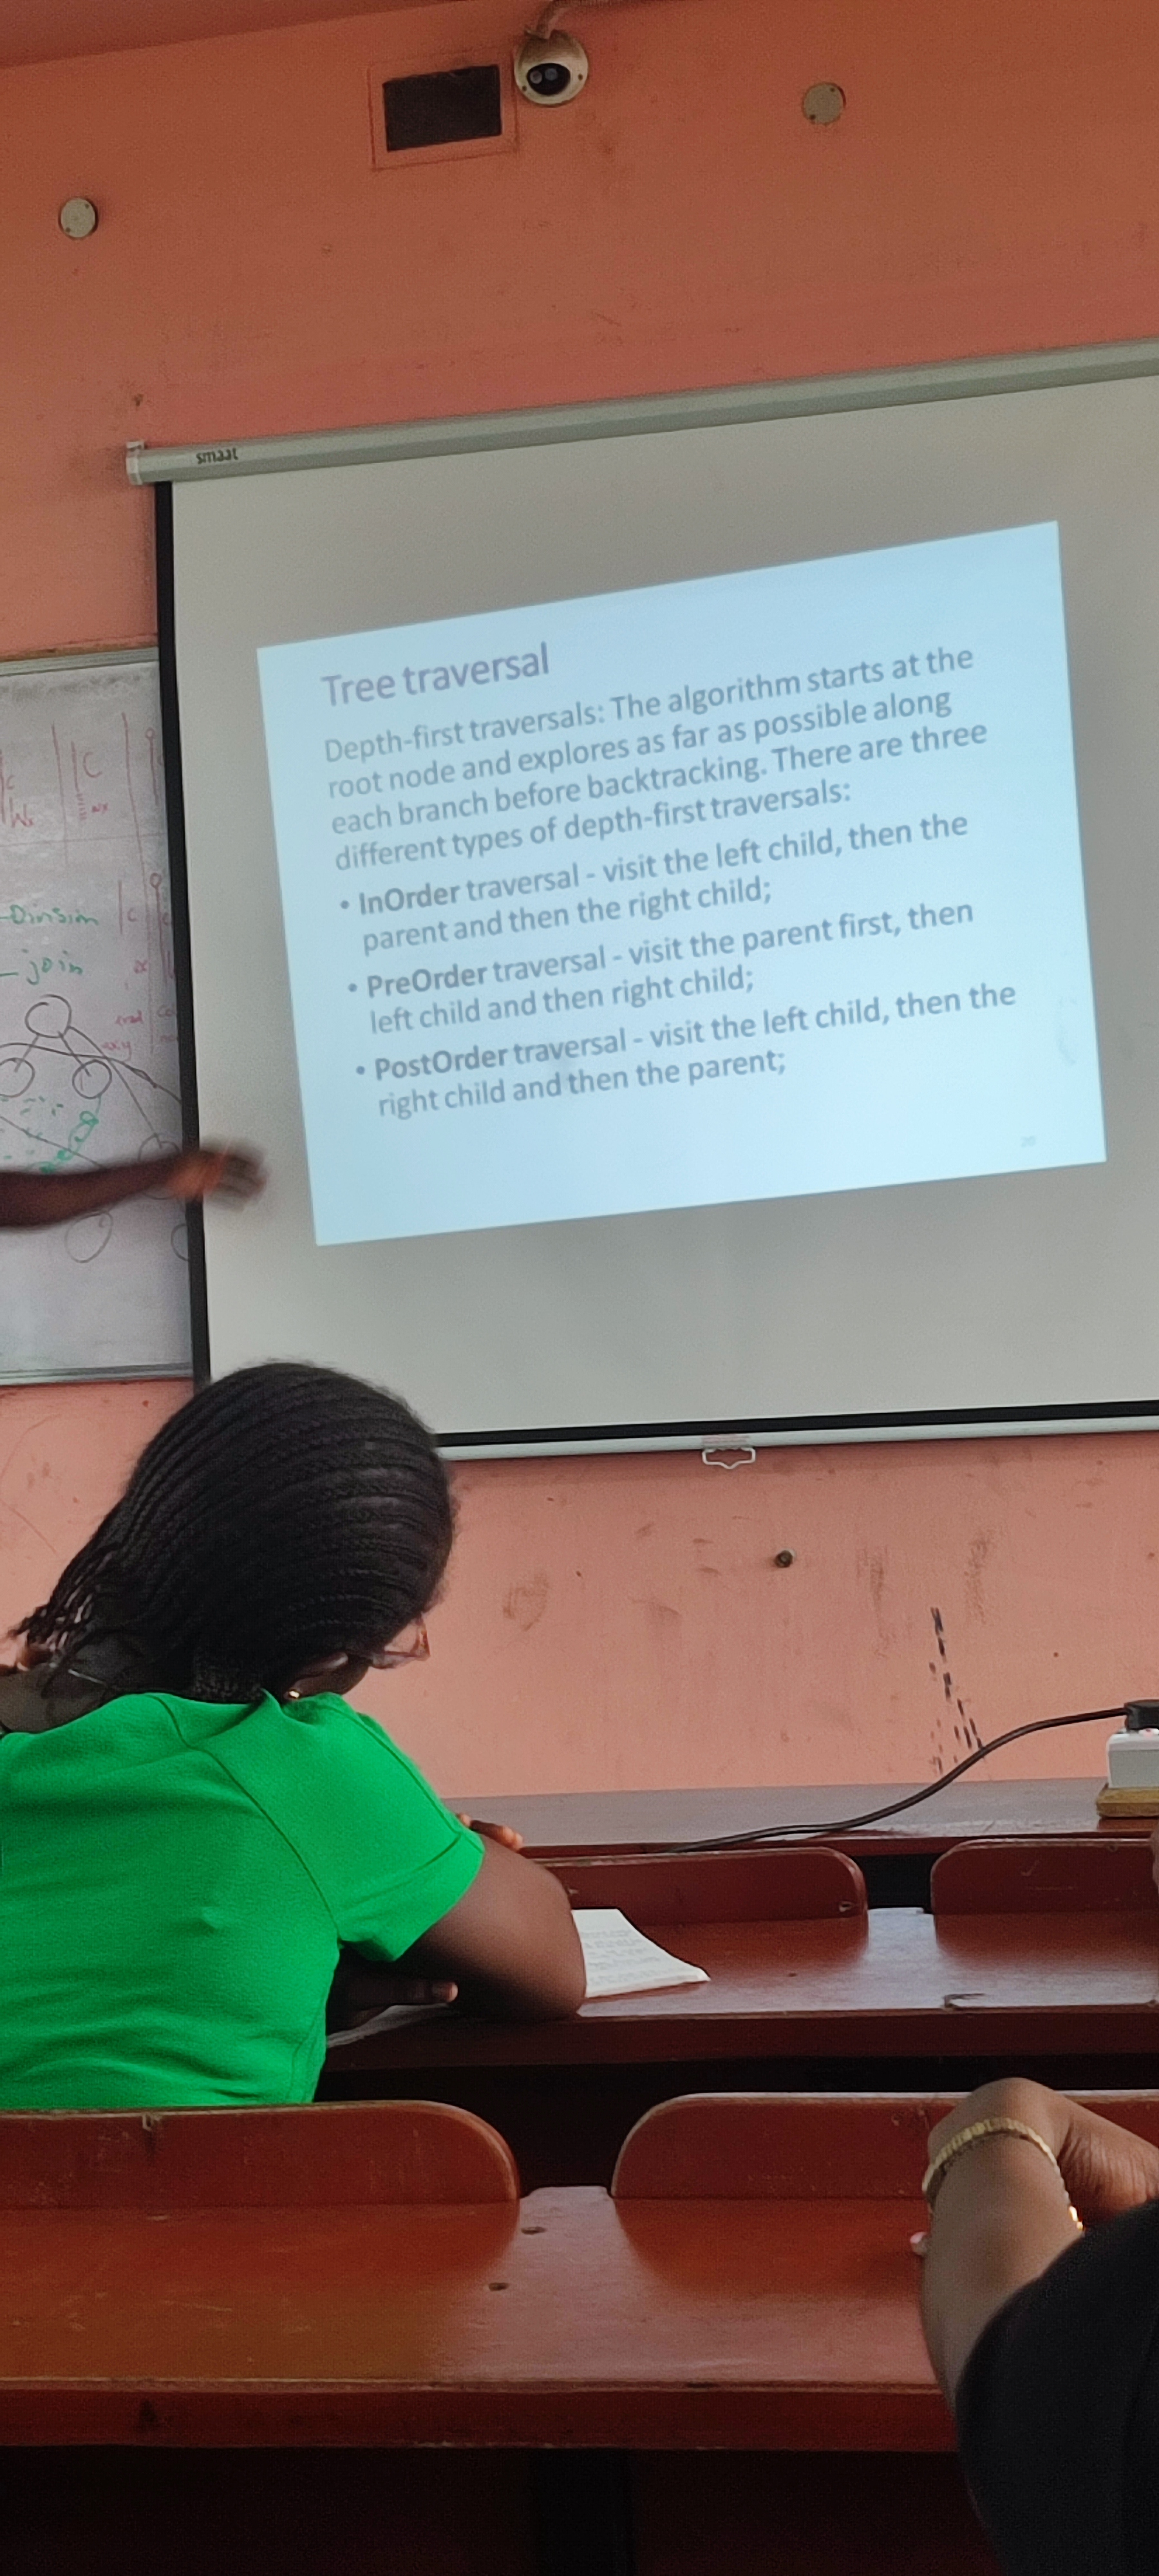 smaat
Tree traversal
Depth-first traversals: The algorithm starts at the
root node and explores as far as possible along
each branch before backtracking. There are three
different types of depth-first traversals:
• InOrder traversal - visit the left child, then the
parent and then the right child;
• PreOrder traversal - visit the parent first, then
left child and then right child;
• PostOrder traversal - visit the left child, then the
right child and then the parent;
C
- join